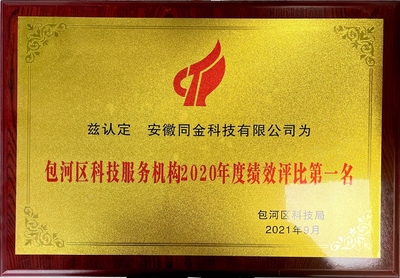 兹认定 安徽同金科技有限公司为
包河区科技服务机构2020年度绩效评比第一名
包河区科技局
2021年9月